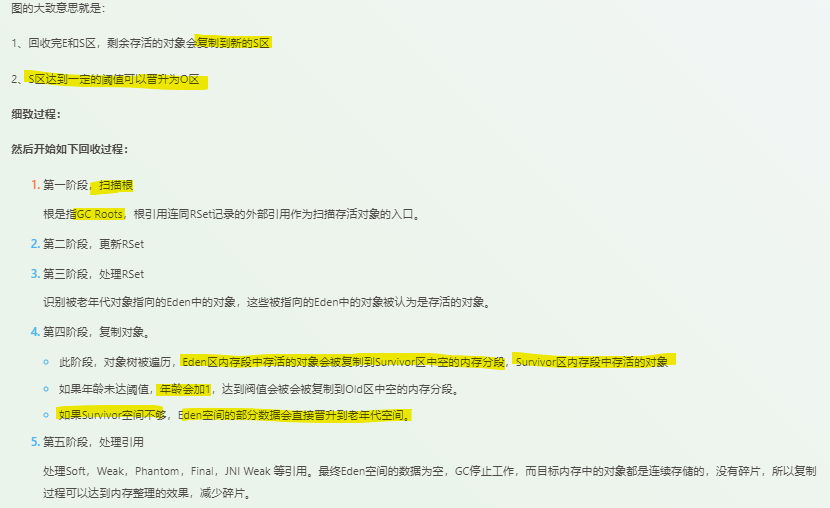 图的大致意思就是：
1、回收完E和S区，剩余存活的对象会复制到新的S区
2、S区达到一定的阈值可以晋升为O区
细致过程：
然后开始如下回收过程：
1. 第一阶段，扫描根
根是指GC Roots，根引用连同RSet记录的外部引用作为扫描存活对象的入口。
2. 第二阶段，更新RSet
3. 第三阶段，处理RSet
识别被老年代对象指向的Eden中的对象，这些被指向的Eden中的对象被认为是存活的对象。
4. 第四阶段，复制对象。
此阶段，对象树被遍历，Eden区内存段中存活的对象会被复制到Survivor区中空的内存分段，Survivor区内存段中存活的对象
如果年龄未达阈值，年龄会加1，达到阀值会被会被复制到Old区中空的内存分段。
如果Survivor空间不够，Eden空间的部分数据会直接晋升到老年代空间。
5. 第五阶段，处理引用
处理Soft，Weak，Phantom，Final，JNI Weak 等引用。最终Eden空间的数据为空，GC停止工作，而目标内存中的对象都是连续存储的，没有碎片，所以复制
过程可以达到内存整理的效果，减少碎片。